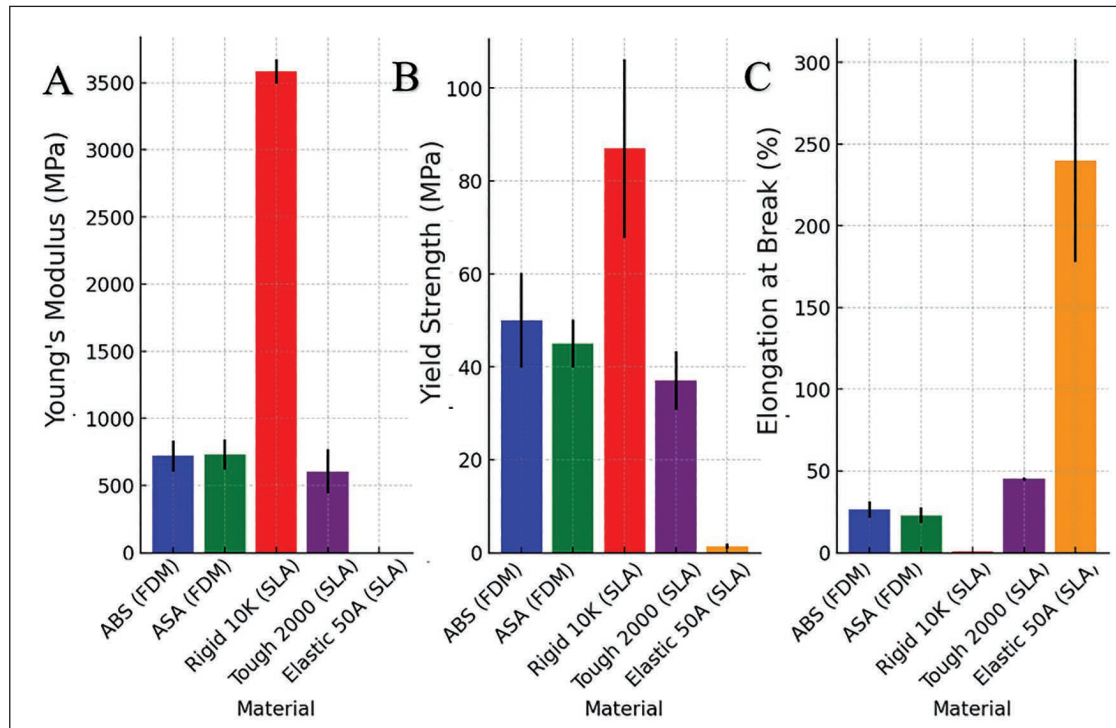 A
Young's Modulus (MPa)
3500
3000
2500
2000
1500
1000
500
0
ABS (FDM)
ASA (FDM)
Rigid 10K (SLA)
Tough 2000 (SLA)
Elastic 50A (SLA)
Material
B
Yield Strength (MPa)
100
80
60
40
20
0
ABS (FDM)
ASA (FDM)
Rigid 10K (SLA)
Tough 2000 (SLA)
Elastic 50A (SLA)
Material
C
Elongation at Break (%)
300
250
200
150
100
50
0
ABS (FDM)
ASA (FDM)
Rigid 10K (SLA)
Tough 2000 (SLA)
Elastic 50A (SLA,
Material